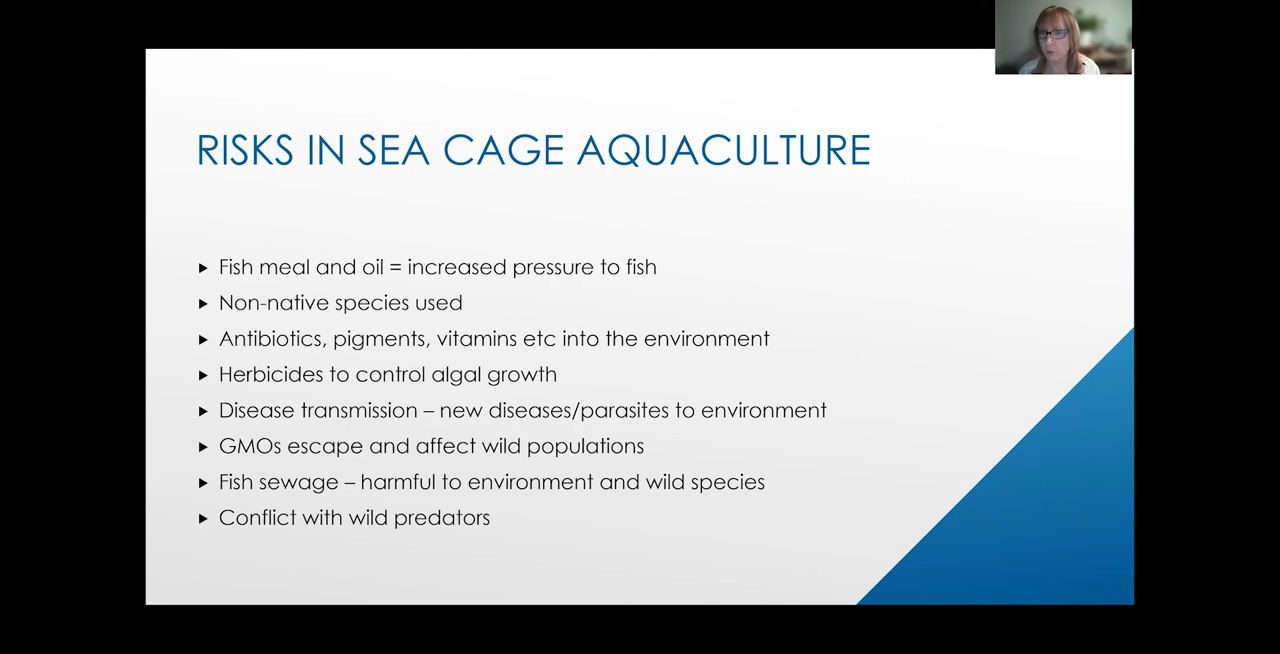 RISKS IN SEA CAGE AQUACULTURE
Fish meal and oil = increased pressure to fish
Non-native species used
Antibiotics, pigments, vitamins etc into the environment
Herbicides to control algal growth
Disease transmission – new diseases/parasites to environment
GMOs escape and affect wild populations
Fish sewage – harmful to environment and wild species
Conflict with wild predators